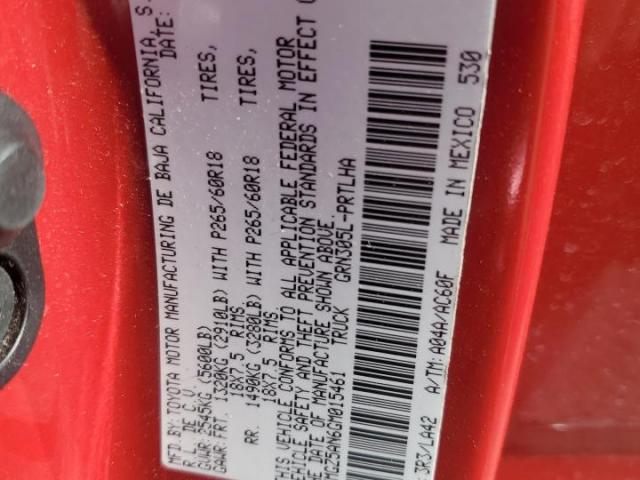 MFD.BY:TOYOTA MOTOR MANUFACTURING DE BAJA CALIFORNIA, S.
R.L. DE C.V. DATE:
GVWR: 2545KG (5600LB)
GAWR:FRT. 1320KG (2910LB) WITH P265/60R18 TIRES,
18X7.5 RIMS.
RR. 1490KG (3280LB) WITH P265/60R18 TIRES,
18X7.5 RIMS.
THIS VEHICLE CONFORMS TO ALL APPLICABLE FEDERAL MOTOR
VEHICLE SAFETY AND THEFT PREVENTION STANDARDS IN EFFECT
DATE OF MANUFACTURE SHOWN ABOVE.
MGZ5AN6GM015461 TRUCK GRN305L-PRTLHA
3R3/LA42 A/TM:A04A/AC60F MADE IN MEXICO 530